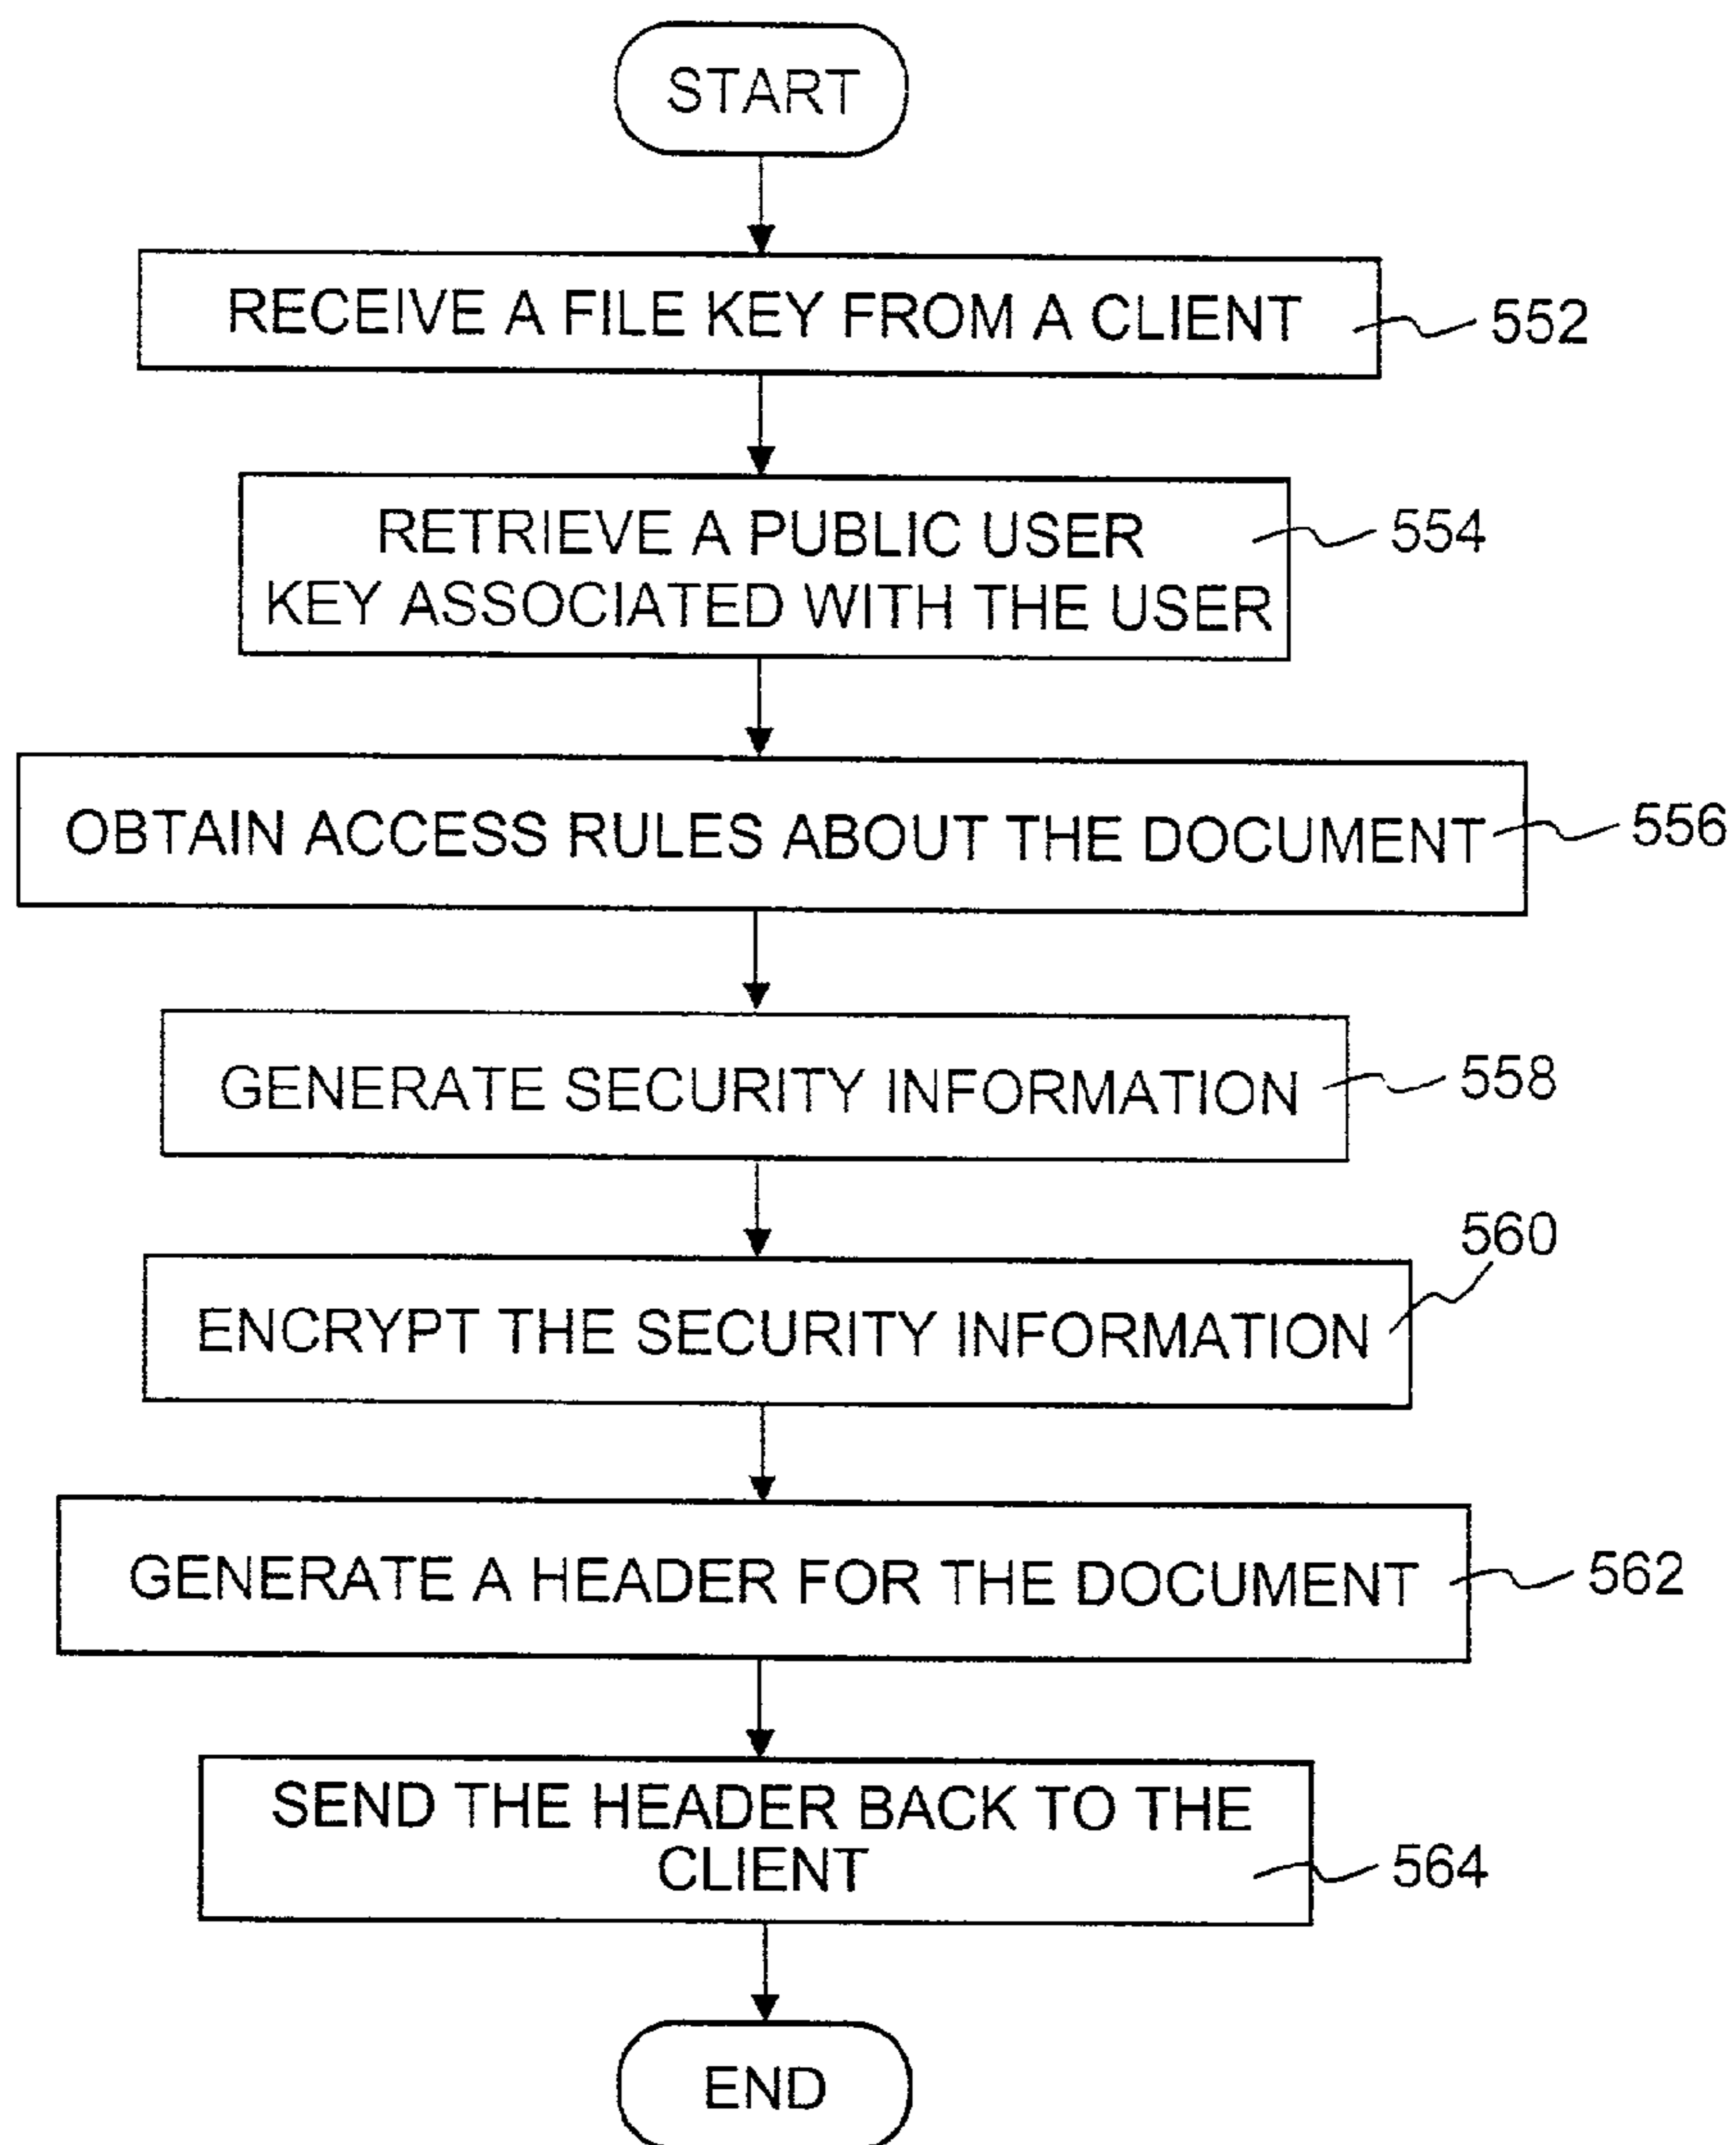 START
RECEIVE A FILE KEY FROM A CLIENT
552
RETRIEVE A PUBLIC USER
KEY ASSOCIATED WITH THE USER
554
OBTAIN ACCESS RULES ABOUT THE DOCUMENT
556
GENERATE SECURITY INFORMATION
558
ENCRYPT THE SECURITY INFORMATION
560
GENERATE A HEADER FOR THE DOCUMENT
562
SEND THE HEADER BACK TO THE
CLIENT
564
END